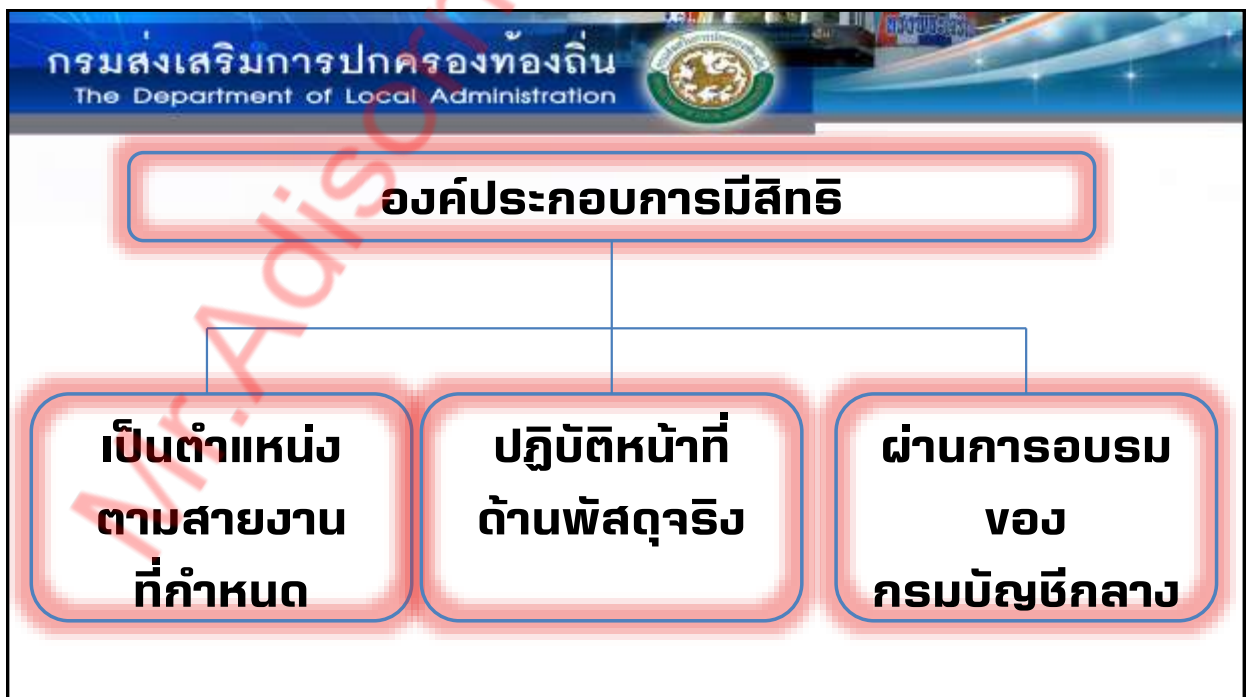 กรมส่งเสริมการปกครองท้องถิ่น
The Department of Local Administration
องค์ประกอบการมีสิทธิ
เป็นตำแหน่ง
ตามสายงาน
ที่กำหนด
ปฏิบัติหน้าที่
ด้านพัสดุจริง
ผ่านการอบรม
ของ
กรมบัญชีกลาง
Mr.Adisorn